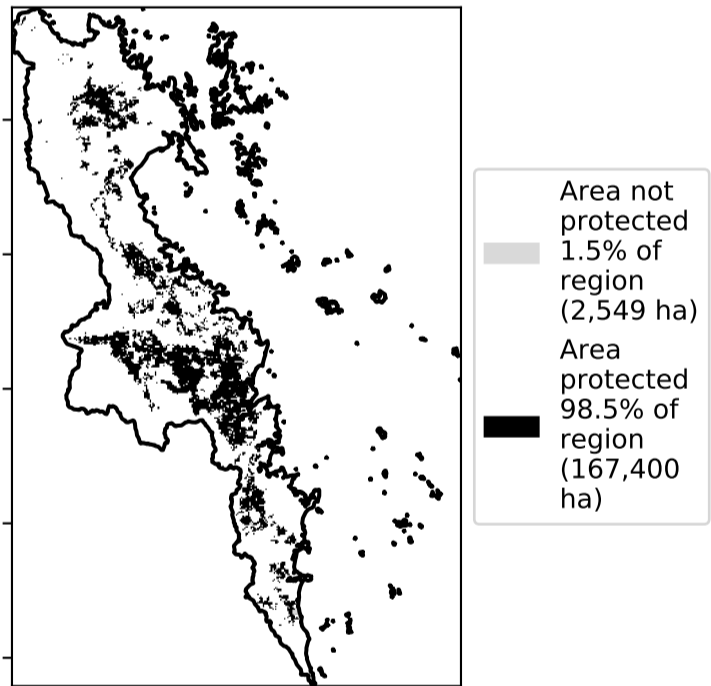 Area not
protected
1.5% of
region
(2,549 ha)
Area
protected
98.5% of
region
(167,400
ha)